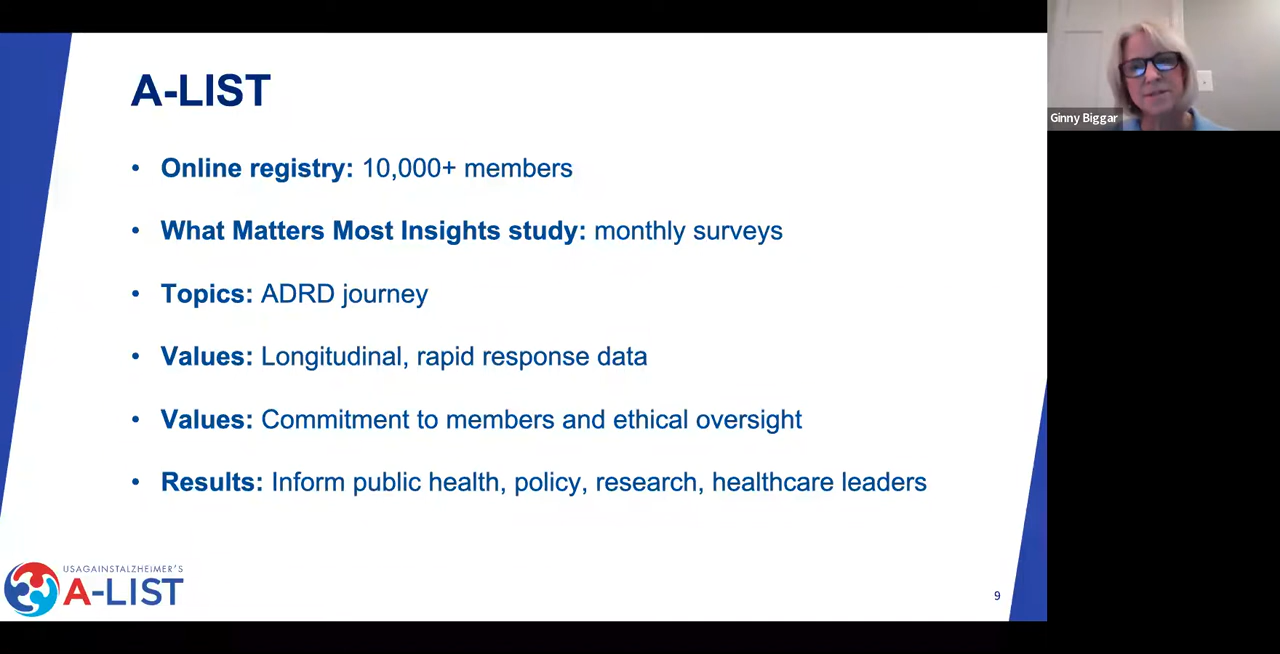 A-LIST
• Online registry: 10,000+ members
• What Matters Most Insights study: monthly surveys
• Topics: ADRD journey
• Values: Longitudinal, rapid response data
• Values: Commitment to members and ethical oversight
• Results: Inform public health, policy, research, healthcare leaders
USAGAINSTALZHEIMER'S
A-LIST
9
Ginny Biggar